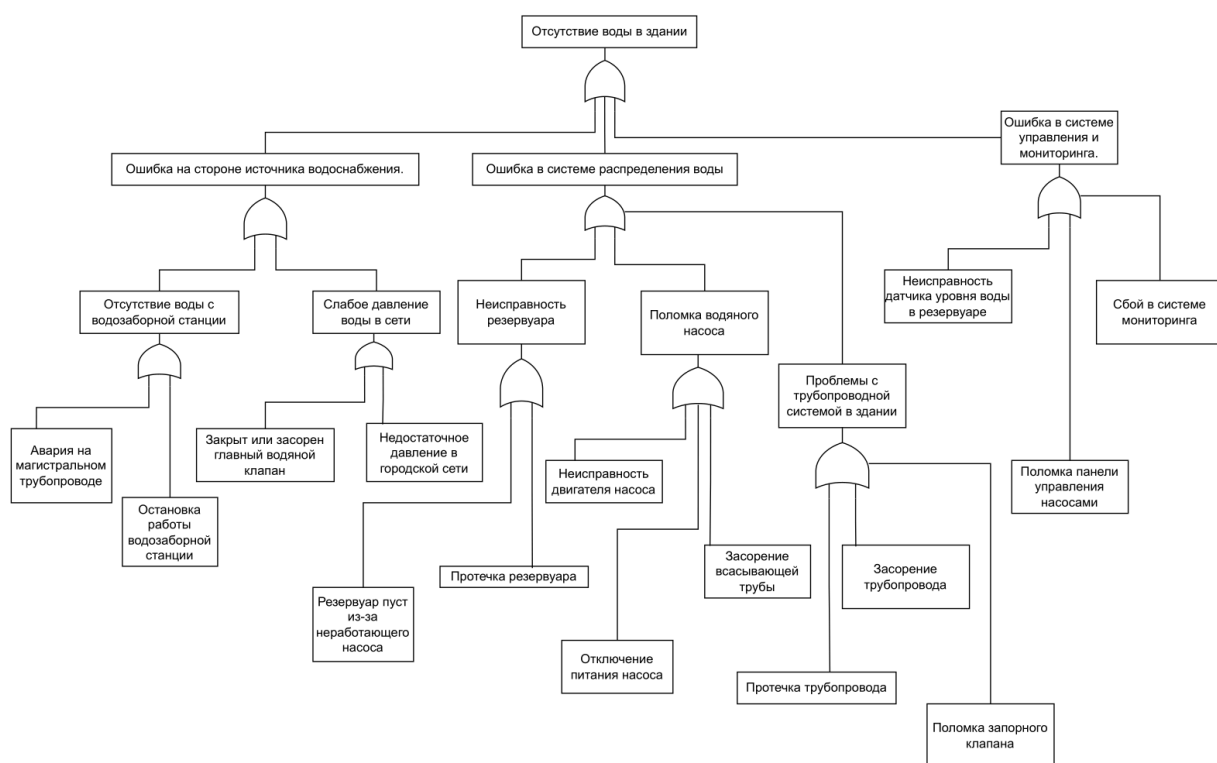 Отсутствие воды в здании
Ошибка в системе
управления и
мониторинга.
Ошибка на стороне источника водоснабжения.
Ошибка в системе распределения воды
Отсутствие воды с
водозаборной станции
Слабое давление
воды в сети
Неисправность
резервуара
Поломка водяного
насоса
Неисправность
датчика уровня воды
в резервуаре
Сбой в системе
мониторинга
Проблемы с
трубопроводной
системой в здании
Авария на
магистральном
трубопроводе
Закрыт или засорен
главный водяной
клапан
Недостаточное
давление в
городской сети
Неисправность
двигателя насоса
Поломка панели
управления
насосами
Остановка
работы
водозаборной
станции
Протечка резервуара
Засорение
всасывающей
трубы
Засорение
трубопровода
Резервуар пуст
из-за
неработающего
насоса
Отключение
питания насоса
Протечка трубопровода
Поломка запорного
клапана